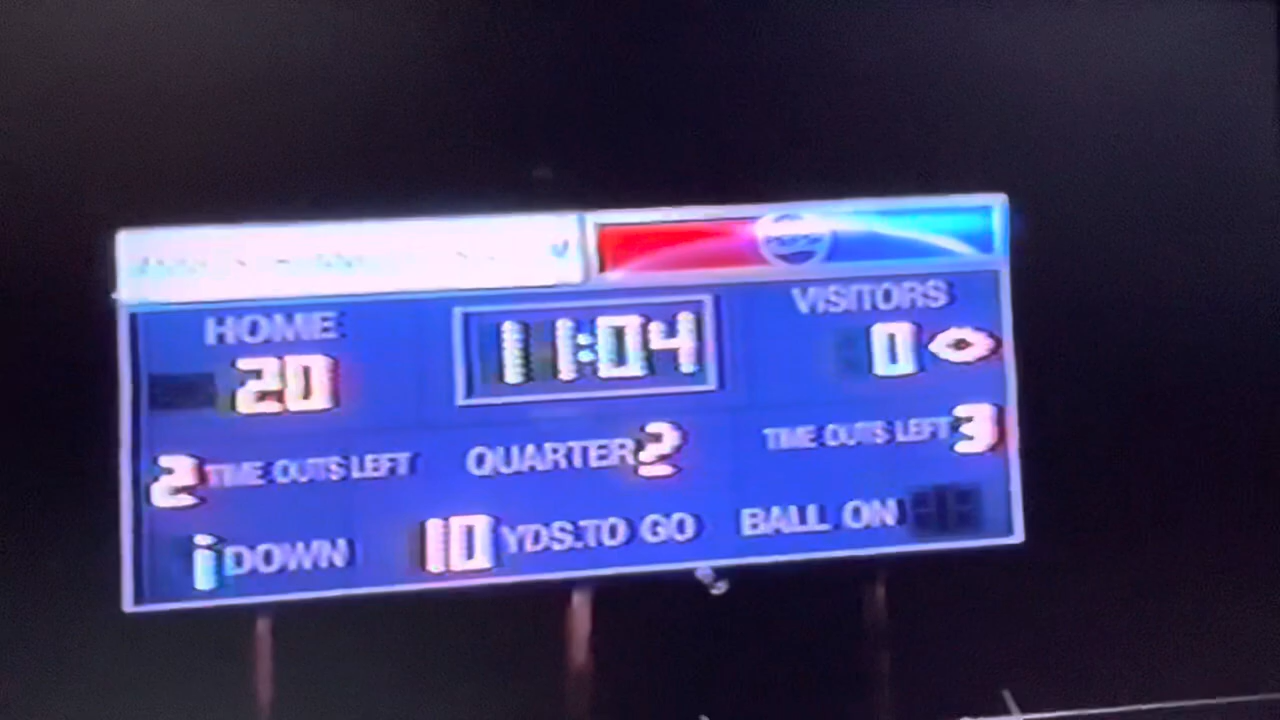 HOME
20
11:04
VISITORS
0
2 TIME OUTS LEFT
QUARTER 2
TIME OUTS LEFT 3
1 DOWN
10 YDS.TO GO
BALL ON